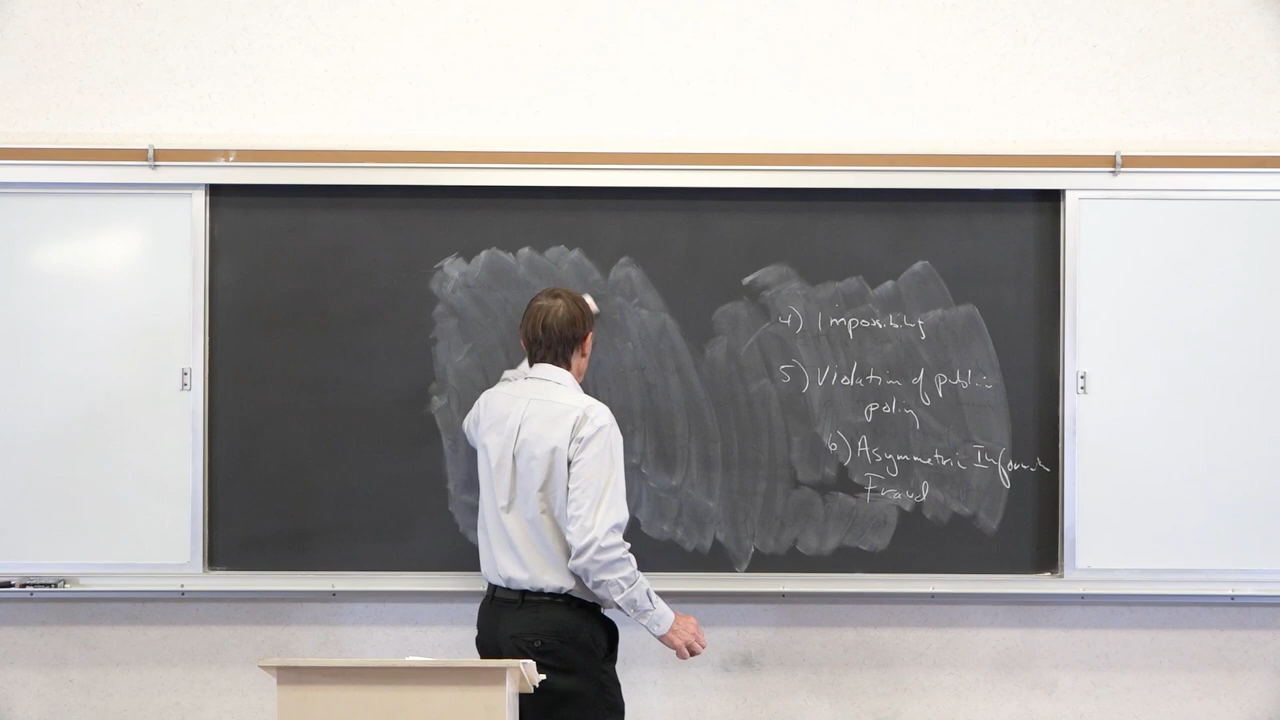 4) Impossibility
5) Violation of public
policy
6) Asymmetric Information
Fraud